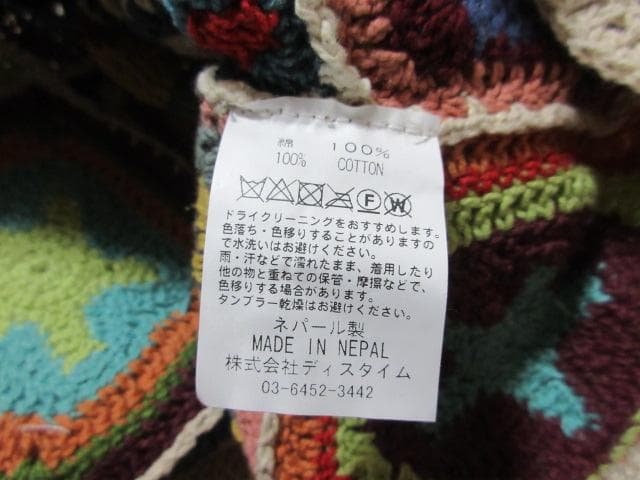 綿 100%
100% COTTON
F W
ドライクリーニングをおすすめします。
色落ち・色移りすることがありますの
で水洗いはお避けください。
雨・汗などで濡れたまま、着用したり
他の物と重ねての保管・摩擦などで、
色移りする場合があります。
タンブラー乾燥はお避けください。
ネパール製
MADE IN NEPAL
株式会社ディスタイム
03-6452-3442